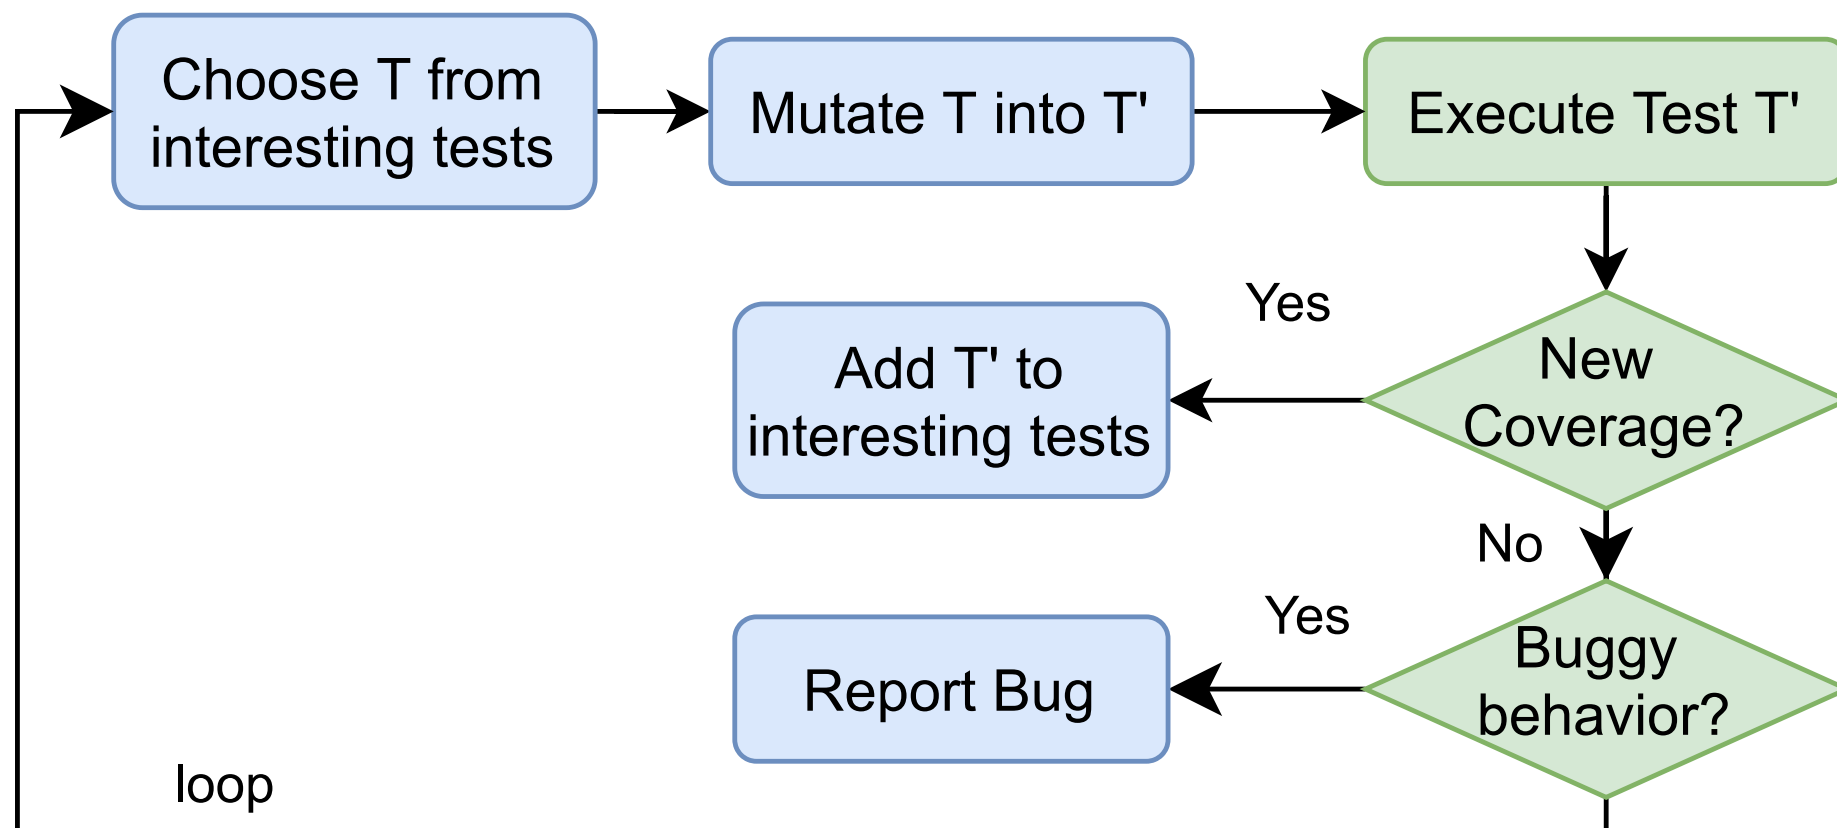 Choose T from
interesting tests
Mutate T into T'
Execute Test T'
Yes
Add T' to
interesting tests
New
Coverage?
No
Yes
Report Bug
Buggy
behavior?
loop